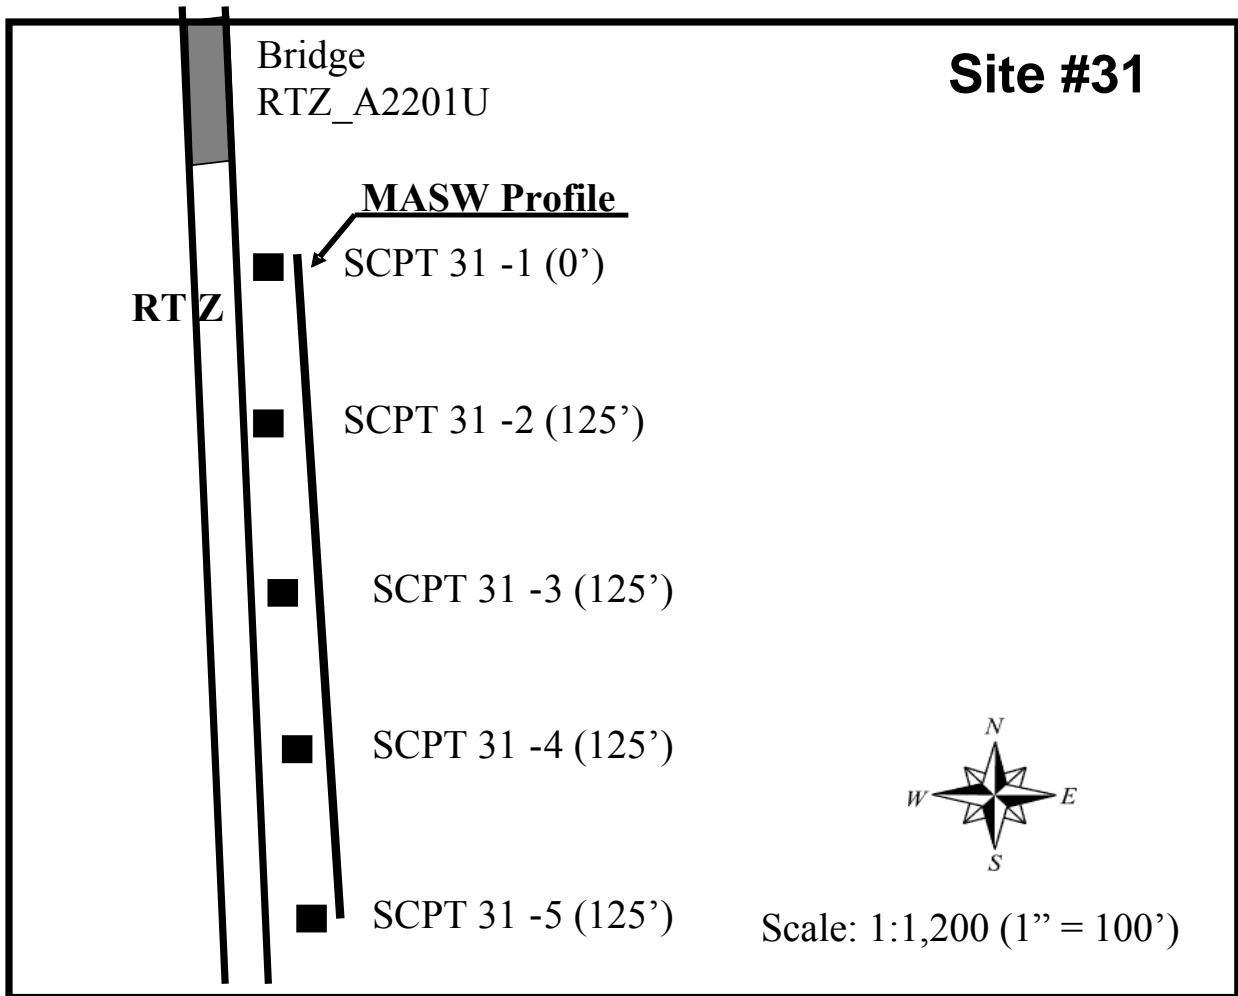 Bridge
RTZ_A2201U
Site #31
MASW Profile
SCPT 31 -1 (0’)
RT Z
SCPT 31 -2 (125’)
SCPT 31 -3 (125’)
SCPT 31 -4 (125’)
N
W
E
S
SCPT 31 -5 (125’)
Scale: 1:1,200 (1” = 100’)